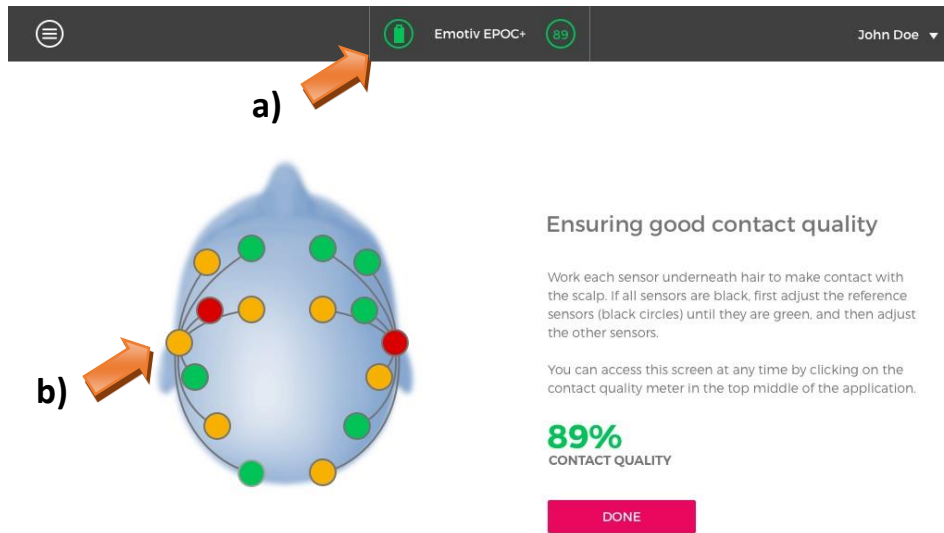 Emotiv EPOC+ 89 John Doe
a)
Ensuring good contact quality
Work each sensor underneath hair to make contact with
the scalp. If all sensors are black, first adjust the reference
sensors (black circles) until they are green, and then adjust
the other sensors.
You can access this screen at any time by clicking on the
contact quality meter in the top middle of the application.
b)
89%
CONTACT QUALITY
DONE